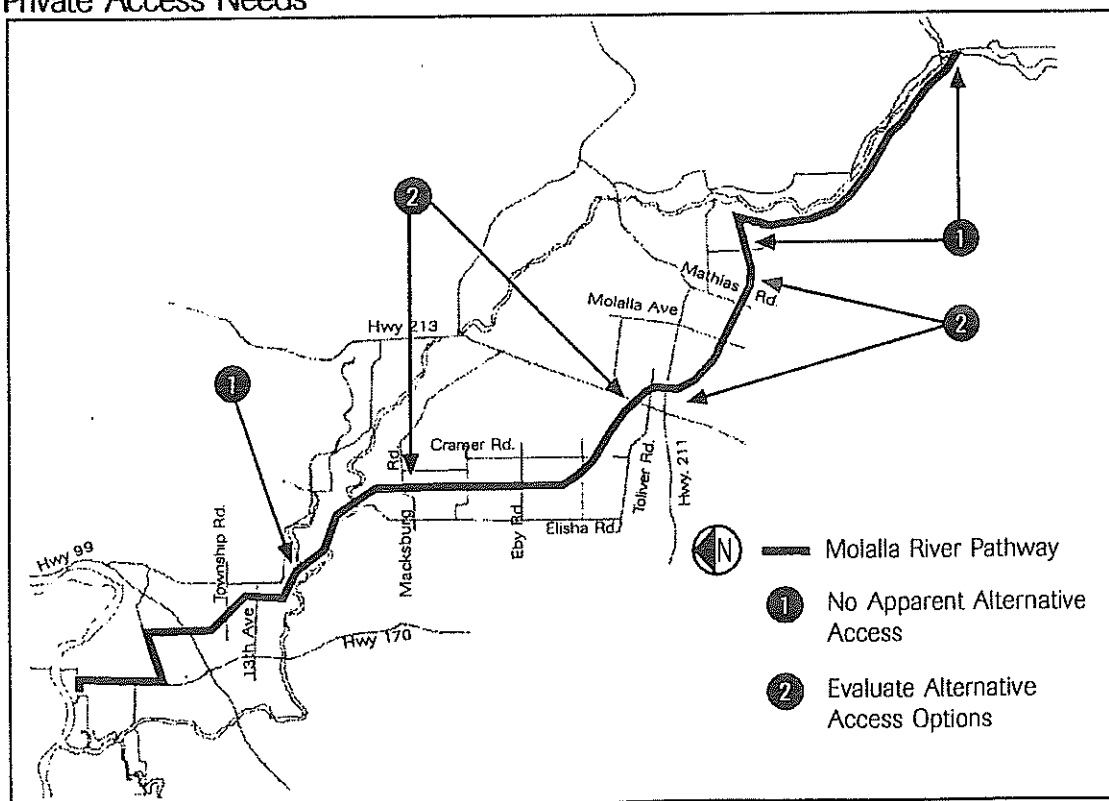 Private Access Needs
2
1
Mathias Rd.
Molalla Ave
2
Hwy 213
1
Cramer Rd.
Toliver Rd.
Hwy. 211
Macksburg Rd.
Eby Rd.
Elisha Rd.
Township Rd.
Hwy 99
13th Ave
Hwy 170
N
Molalla River Pathway
1 No Apparent Alternative
Access
2 Evaluate Alternative
Access Options